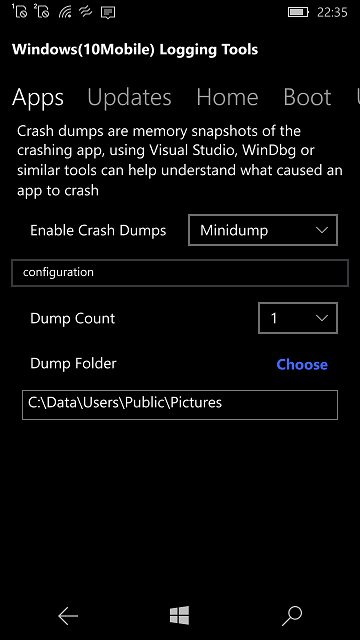 1 2 22:35
Windows(10Mobile) Logging Tools
Apps Updates Home Boot
Crash dumps are memory snapshots of the
crashing app, using Visual Studio, WinDbg or
similar tools can help understand what caused an
app to crash
Enable Crash Dumps Minidump
configuration
Dump Count 1
Dump Folder Choose
C:\Data\Users\Public\Pictures